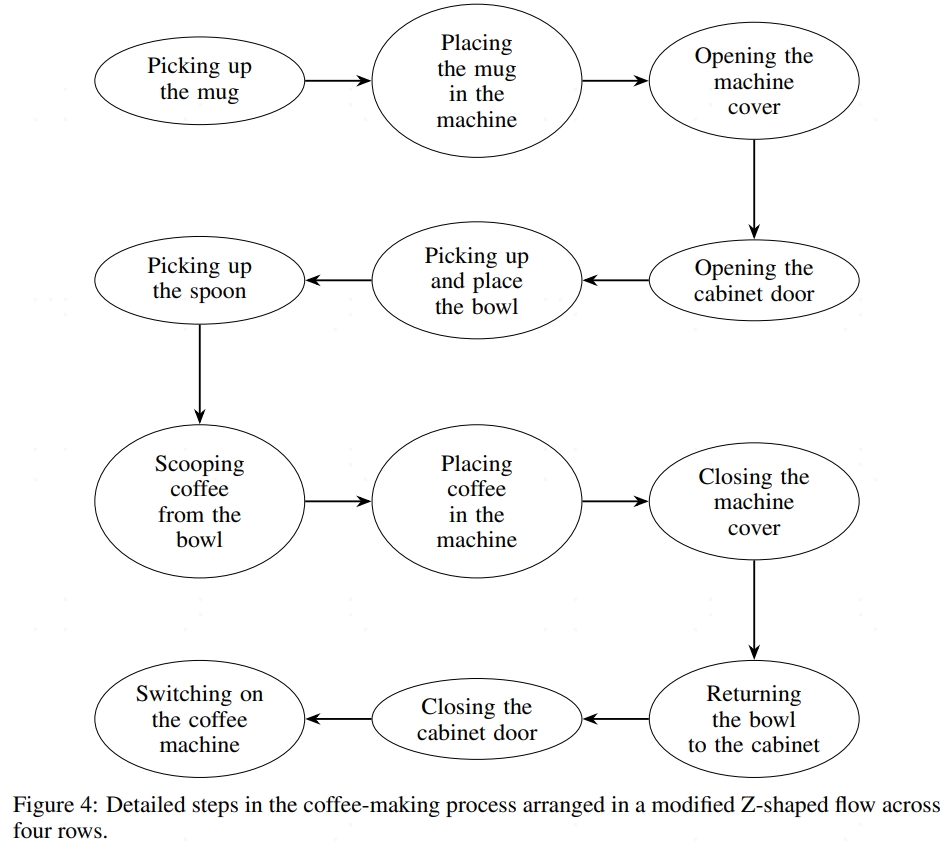 Picking up
the mug
Placing
the mug
in the
machine
Opening the
machine
cover
Opening the
cabinet door
Picking up
and place
the bowl
Picking up
the spoon
Scooping
coffee
from the
bowl
Placing
coffee
in the
machine
Closing the
machine
cover
Returning
the bowl
to the cabinet
Closing the
cabinet door
Switching on
the coffee
machine
Figure 4: Detailed steps in the coffee-making process arranged in a modified Z-shaped flow across
four rows.